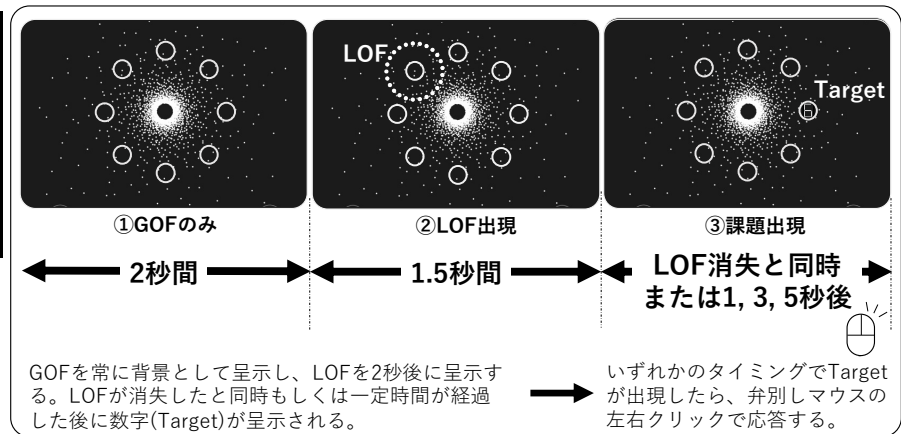 LOF
Target
6
①GOFのみ
②LOF出現
③課題出現
2秒間
1.5秒間
LOF消失と同時
または1, 3, 5秒後
GOFを常に背景として呈示し、LOFを2秒後に呈示す
る。LOFが消失したと同時もしくは一定時間が経過
した後に数字(Target)が呈示される。
いずれかのタイミングでTarget
が出現したら、弁別しマウスの
左右クリックで応答する。